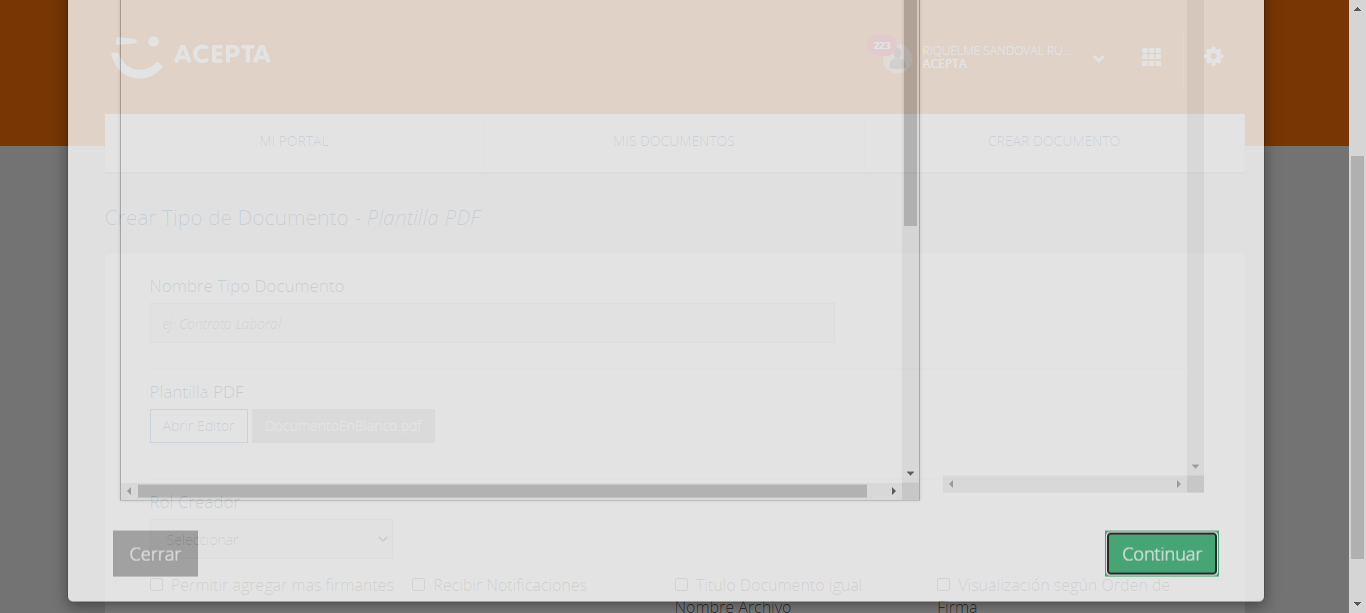 ACEPTA
223
RIQUELME SANDOVAL RU...
ACEPTA
MI PORTAL
MIS DOCUMENTOS
CREAR DOCUMENTO
Crear Tipo de Documento - Plantilla PDF
Nombre Tipo Documento
ej: Contrato Laboral
Plantilla PDF
Abrir Editor
DocumentoEnBlanco.pdf
Rol Creador
Seleccionar
Cerrar
Continuar
Permitir agregar mas firmantes
Recibir Notificaciones
Titulo Documento igual
Nombre Archivo
Visualización según Orden de
Firma